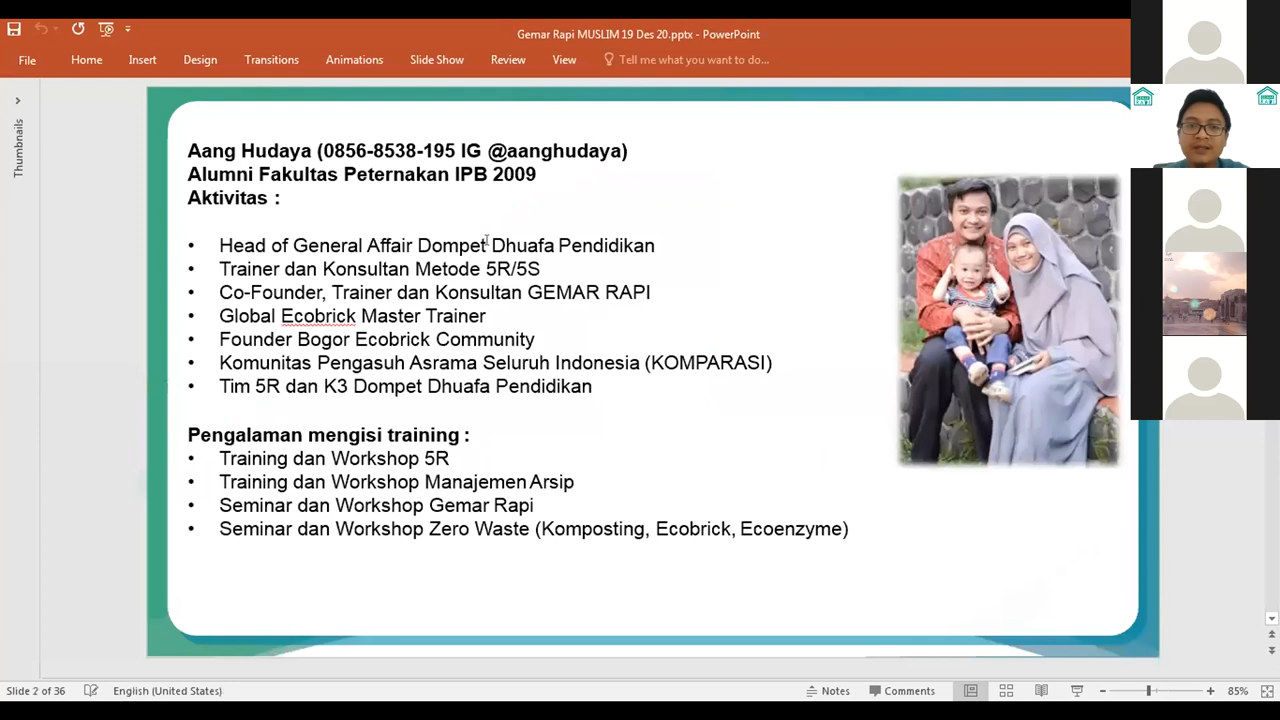 Gemar Rapi MUSLIM 19 Des 20.pptx - PowerPoint
File Home Insert Design Transitions Animations Slide Show Review View Tell me what you want to do...
Thumbnails
Aang Hudaya (0856-8538-195 IG @aanghudaya)
Alumni Fakultas Peternakan IPB 2009
Aktivitas :
• Head of General Affair Dompet Dhuafa Pendidikan
• Trainer dan Konsultan Metode 5R/5S
• Co-Founder, Trainer dan Konsultan GEMAR RAPI
• Global Ecobrick Master Trainer
• Founder Bogor Ecobrick Community
• Komunitas Pengasuh Asrama Seluruh Indonesia (KOMPARASI)
• Tim 5R dan K3 Dompet Dhuafa Pendidikan
Pengalaman mengisi training :
• Training dan Workshop 5R
• Training dan Workshop Manajemen Arsip
• Seminar dan Workshop Gemar Rapi
• Seminar dan Workshop Zero Waste (Komposting, Ecobrick, Ecoenzyme)
Slide 2 of 36 English (United States) Notes Comments 85%